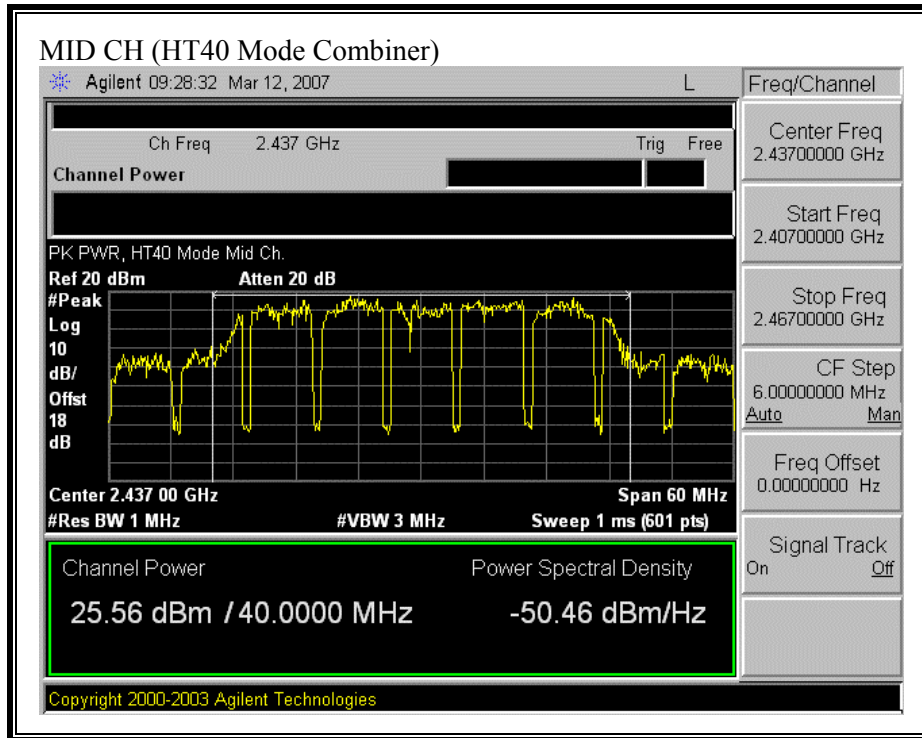 MID CH (HT40 Mode Combiner)
Agilent 09:28:32 Mar 12, 2007 L
Freq/Channel
Ch Freq 2.437 GHz Trig Free
Channel Power
Center Freq
2.43700000 GHz
Start Freq
2.40700000 GHz
Stop Freq
2.46700000 GHz
CF Step
6.00000000 MHz
Auto Man
Freq Offset
0.00000000 Hz
Signal Track
On Off
PK PWR, HT40 Mode Mid Ch.
Ref 20 dBm Atten 20 dB
#Peak
Log
10
dB/
Offst
18
dB
Center 2.437 00 GHz Span 60 MHz
#Res BW 1 MHz #VBW 3 MHz Sweep 1 ms (601 pts)
Channel Power Power Spectral Density
25.56 dBm / 40.0000 MHz -50.46 dBm/Hz
Copyright 2000-2003 Agilent Technologies